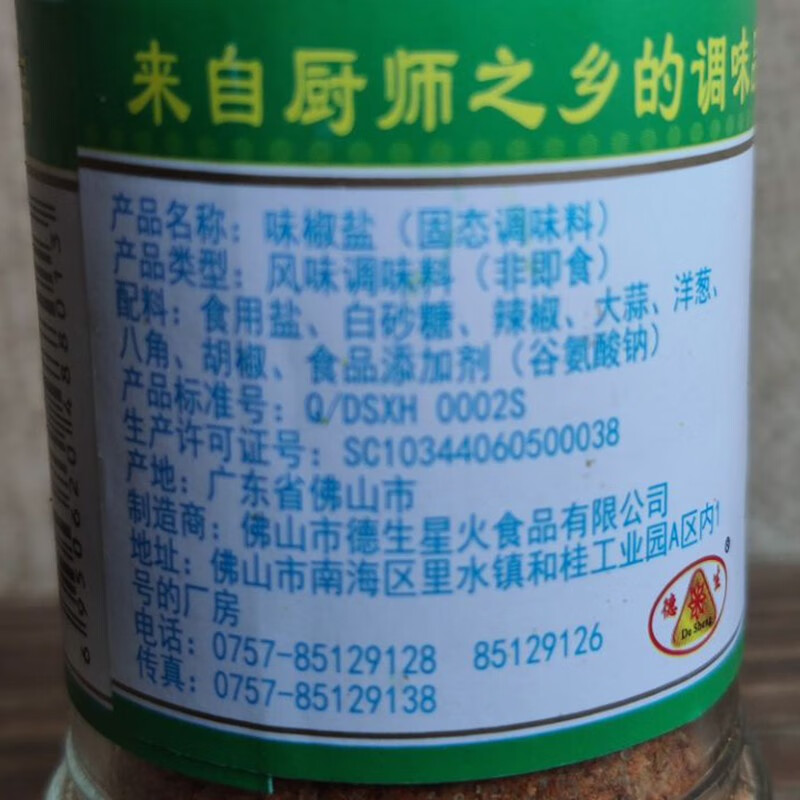 来自厨师之乡的调味
产品名称：味椒盐（固态调味料）
产品类型：风味调味料（非即食）
配料：食用盐、白砂糖、辣椒、大蒜、洋葱、
八角、胡椒、食品添加剂（谷氨酸钠）
产品标准号：Q/DSXH 0002S
生产许可证号：SC10344060500038
产地：广东省佛山市
制造商：佛山市德生星火食品有限公司
地址：佛山市南海区里水镇和桂工业园A区内1
号的厂房
电话：0757-85129128 85129126
传真：0757-85129138
德生
De Sheng
®